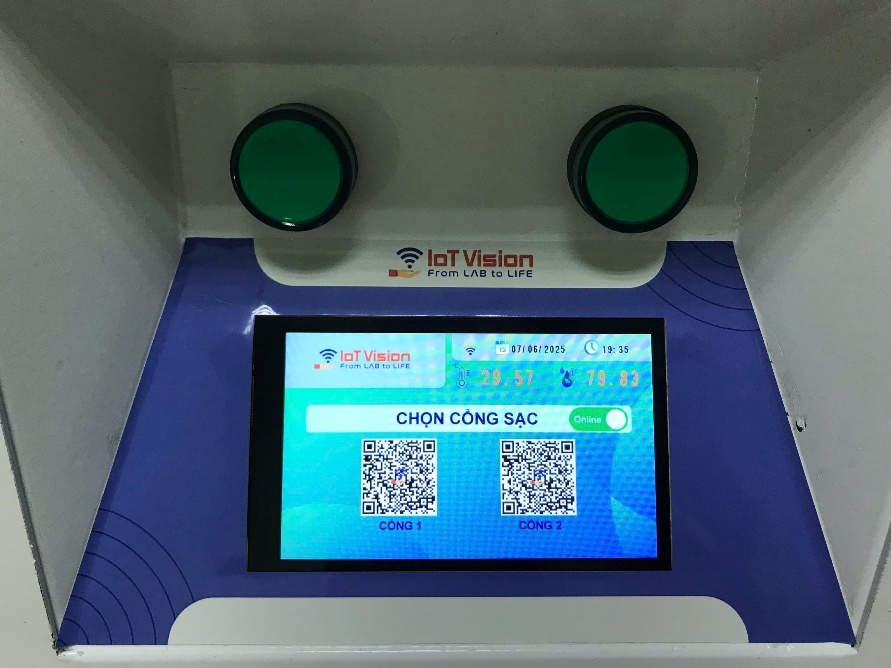 IoT Vision
From LAB to LIFE
IoT Vision
From LAB to LIFE
07/06/2025
19:35
29.57
79.83
CHỌN CỔNG SẠC
Online
CỔNG 1
CỔNG 2